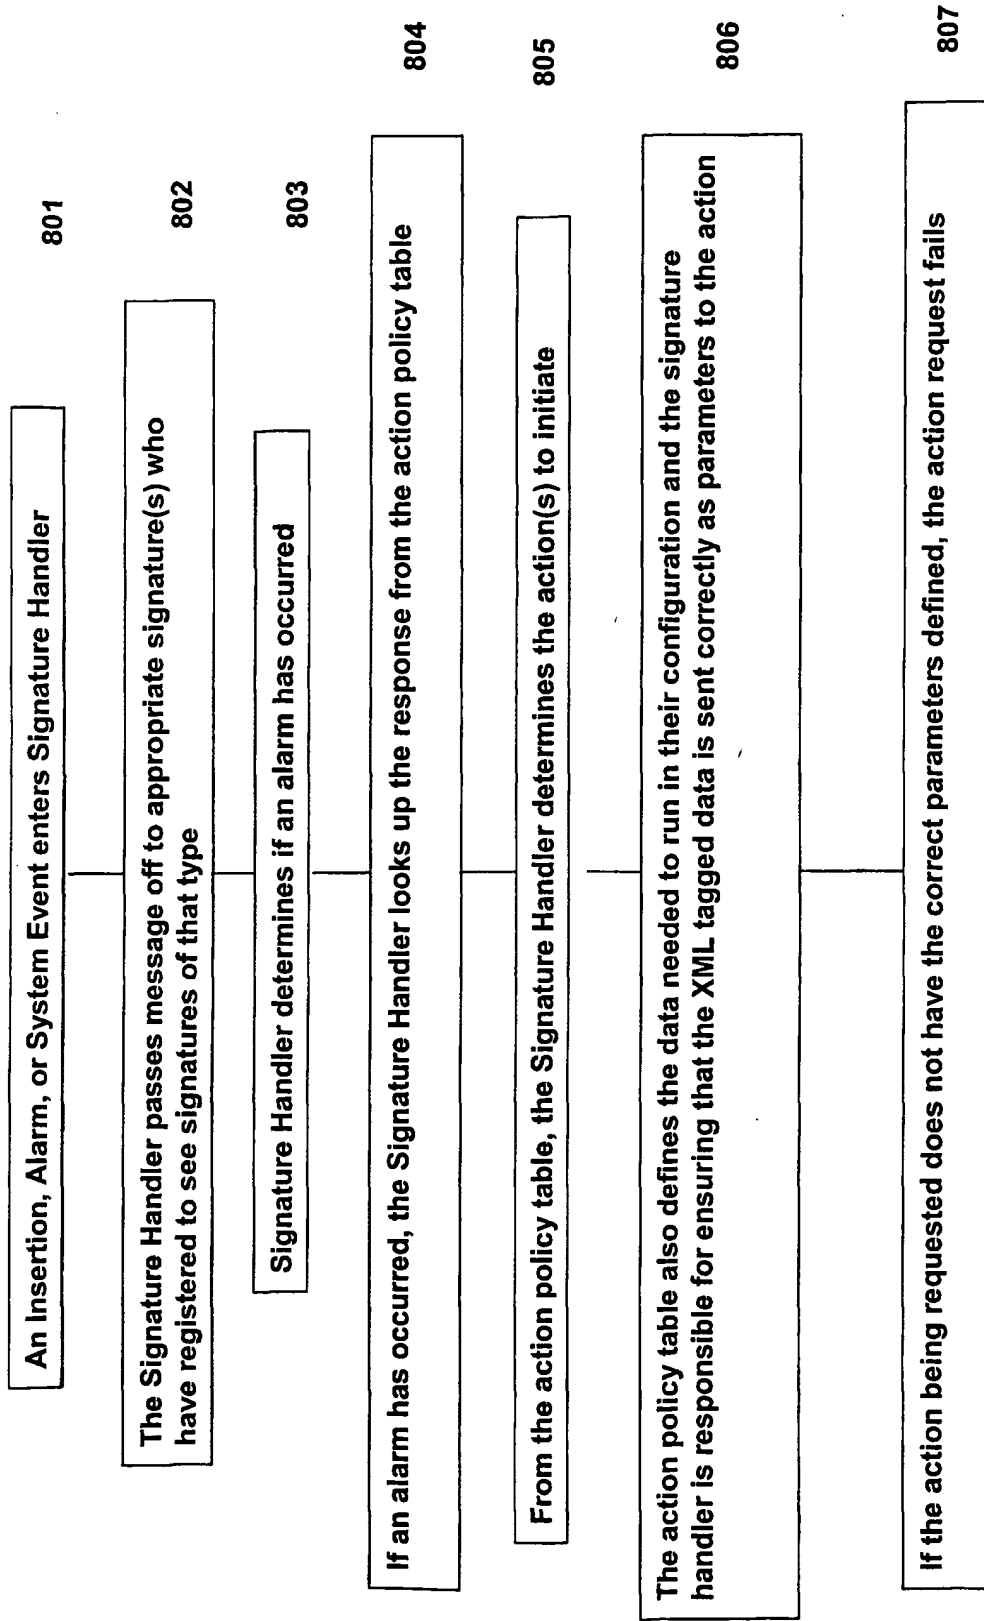 An Insertion, Alarm, or System Event enters Signature Handler
801
The Signature Handler passes message off to appropriate signature(s) who
have registered to see signatures of that type
802
Signature Handler determines if an alarm has occurred
803
If an alarm has occurred, the Signature Handler looks up the response from the action policy table
804
From the action policy table, the Signature Handler determines the action(s) to initiate
805
The action policy table also defines the data needed to run in their configuration and the signature
handler is responsible for ensuring that the XML tagged data is sent correctly as parameters to the action
806
If the action being requested does not have the correct parameters defined, the action request fails
807